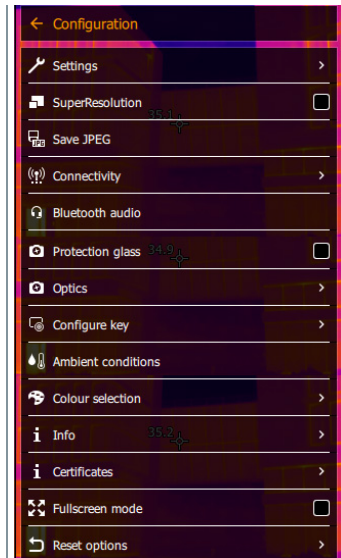 Configuration
Settings
SuperResolution
35.1
JPEG
Save JPEG
Connectivity
Bluetooth audio
Protection glass 34.9
Optics
Configure key
Ambient conditions
Colour selection
Info 35.2
Certificates
Fullscreen mode
Reset options